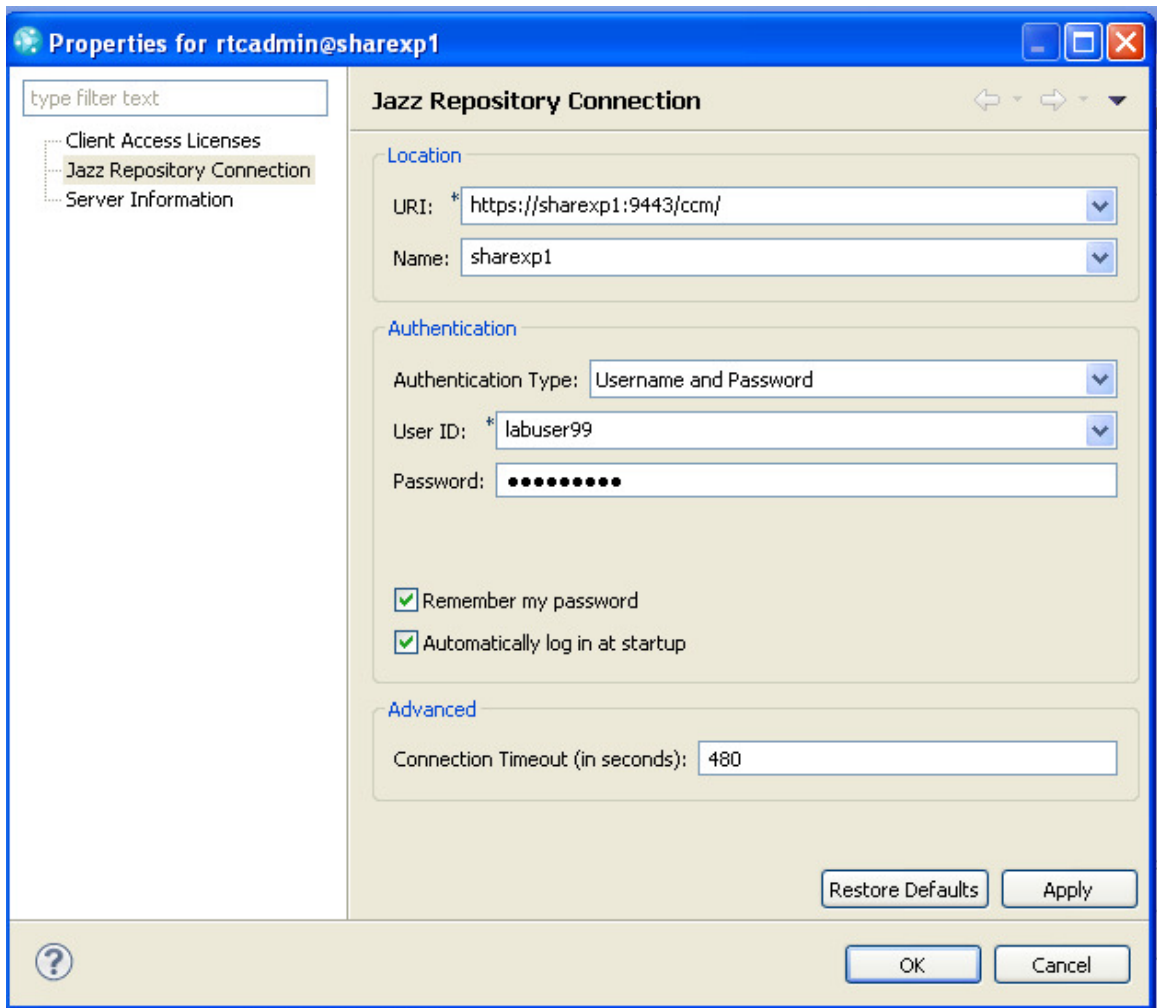 Properties for rtcadmin@sharexp1
type filter text
Client Access Licenses
Jazz Repository Connection
Server Information
Jazz Repository Connection
Location
URI: * https://sharexp1:9443/ccm/
Name: sharexp1
Authentication
Authentication Type: Username and Password
User ID: * labuser99
Password: ●●●●●●●●●
Remember my password
Automatically log in at startup
Advanced
Connection Timeout (in seconds): 480
Restore Defaults Apply
? OK Cancel